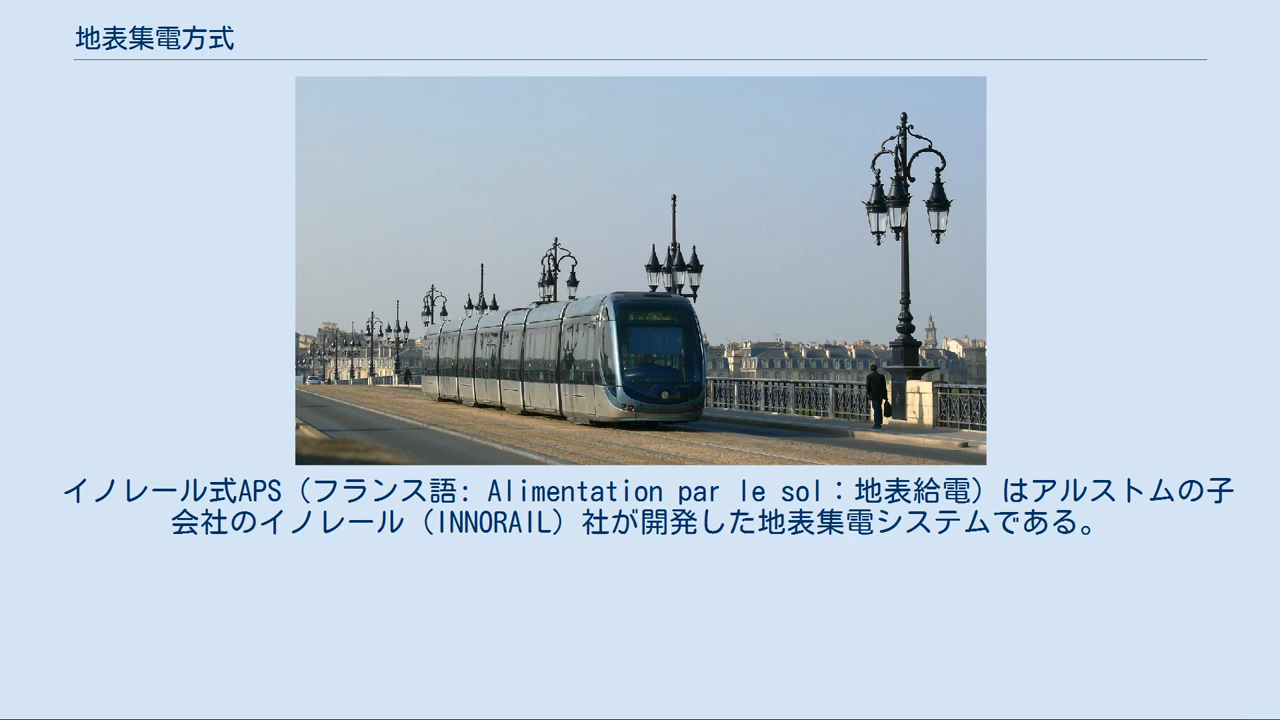 地表集電方式
イノレール式APS（フランス語: Alimentation par le sol：地表給電）はアルストムの子
会社のイノレール（INNORAIL）社が開発した地表集電システムである。